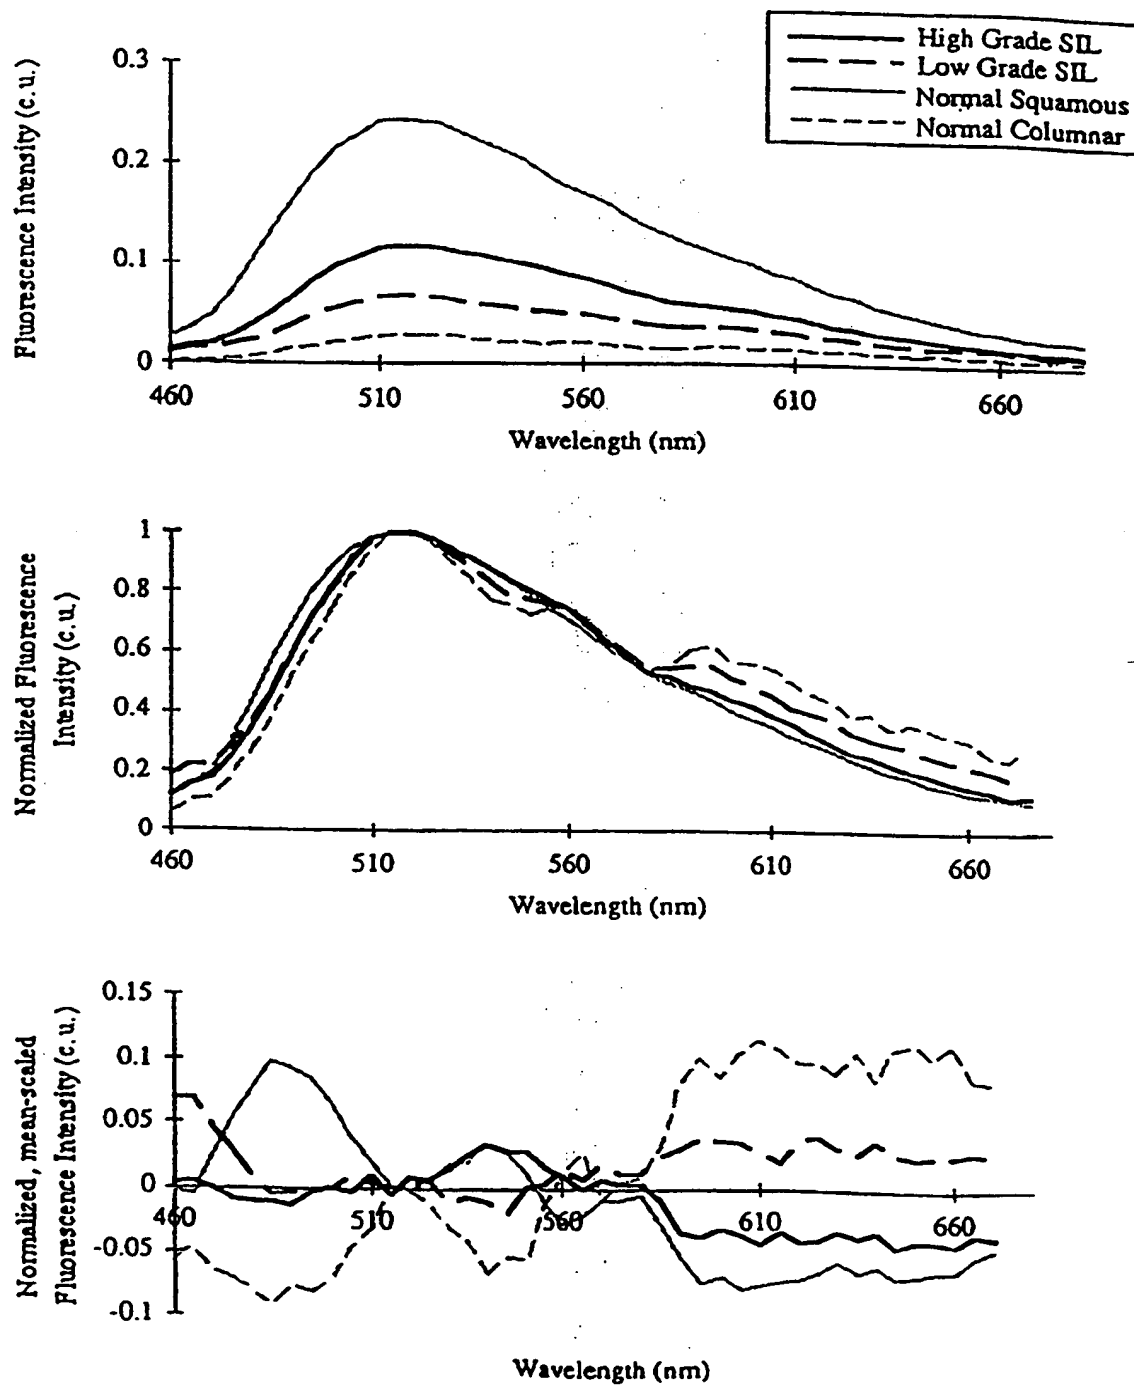 High Grade SIL
Low Grade SIL
Normal Squamous
Normal Columnar
Fluorescence Intensity (c.u.)
0.3
0.2
0.1
0
460 510 560 610 660
Wavelength (nm)
Normalized Fluorescence
Intensity (c.u.)
1
0.8
0.6
0.4
0.2
0
460 510 560 610 660
Wavelength (nm)
Normalized, mean-scaled
Fluorescence Intensity (c.u.)
0.15
0.1
0.05
0
-0.05
-0.1
460 510 560 610 660
Wavelength (nm)